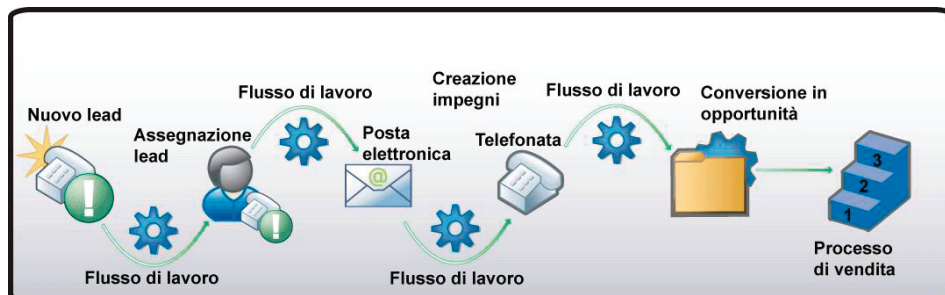 Nuovo lead
Flusso di lavoro
Assegnazione
lead
Flusso di lavoro
Posta
elettronica
@
Creazione
impegni
Flusso di lavoro
Telefonata
Flusso di lavoro
Conversione in
opportunità
3
2
1
Processo
di vendita